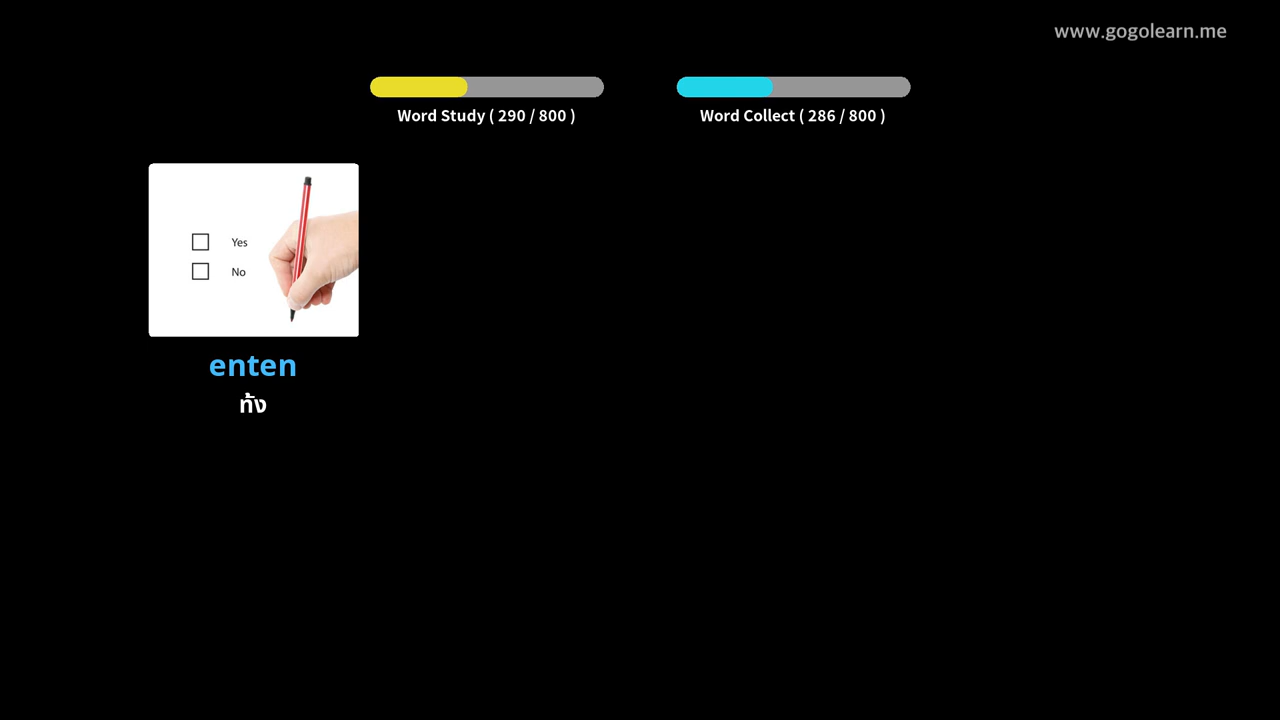 www.gogolearn.me
Word Study ( 290 / 800 )
Word Collect ( 286 / 800 )
Yes
No
enten
ทั้ง